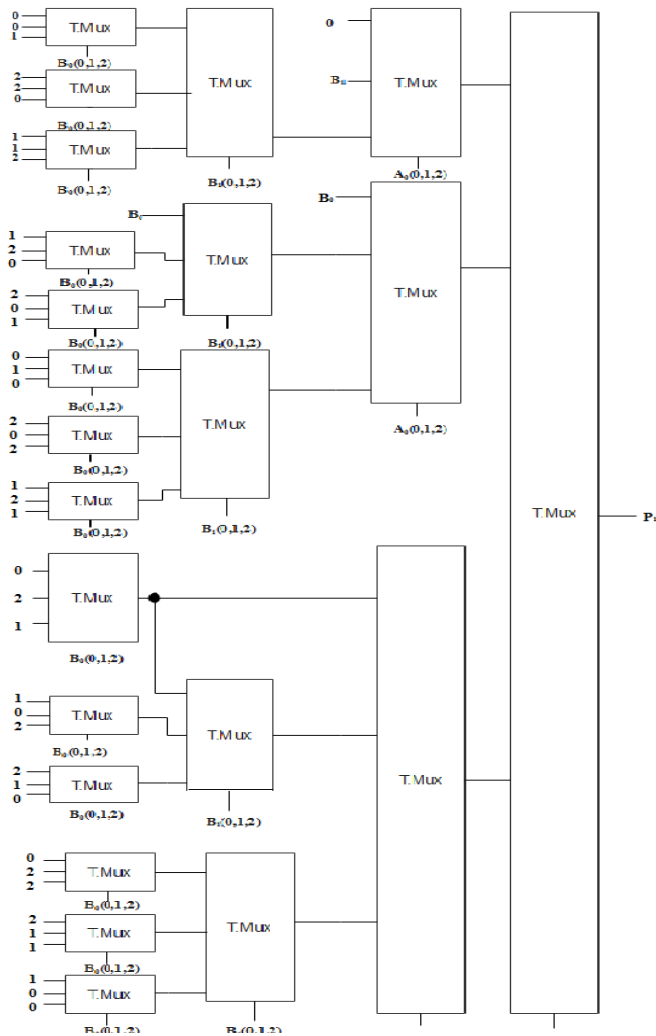 0
0 T.Mux
1
B₀(0,1,2)
2
2 T.Mux
0
B₀(0,1,2)
1
1 T.Mux
2
B₀(0,1,2)
T.Mux
B₁(0,1,2)
0
T.Mux
A₀(0,1,2)
1
2 T.Mux
0
B₀(0,1,2)
2
0 T.Mux
1
B₀(0,1,2)
T.Mux
B₁(0,1,2)
B₀
T.Mux
A₀(0,1,2)
0
1 T.Mux
0
B₀(0,1,2)
2
0 T.Mux
2
B₀(0,1,2)
1
2 T.Mux
1
B₀(0,1,2)
T.Mux
B₁(0,1,2)
T.Mux
0
2 T.Mux
1
B₀(0,1,2)
1
0 T.Mux
2
B₀(0,1,2)
2
1 T.Mux
0
B₀(0,1,2)
T.Mux
B₁(0,1,2)
T.Mux
0
2 T.Mux
2
B₀(0,1,2)
2
1 T.Mux
1
B₀(0,1,2)
1
0 T.Mux
0
T.Mux